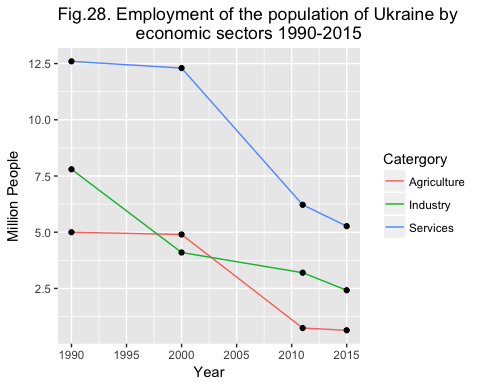 Fig.28. Employment of the population of Ukraine by
economic sectors 1990-2015
12.5
10.0
7.5
5.0
2.5
Million People
1990
1995
2000
2005
2010
2015
Year
Catergory
Agriculture
Industry
Services